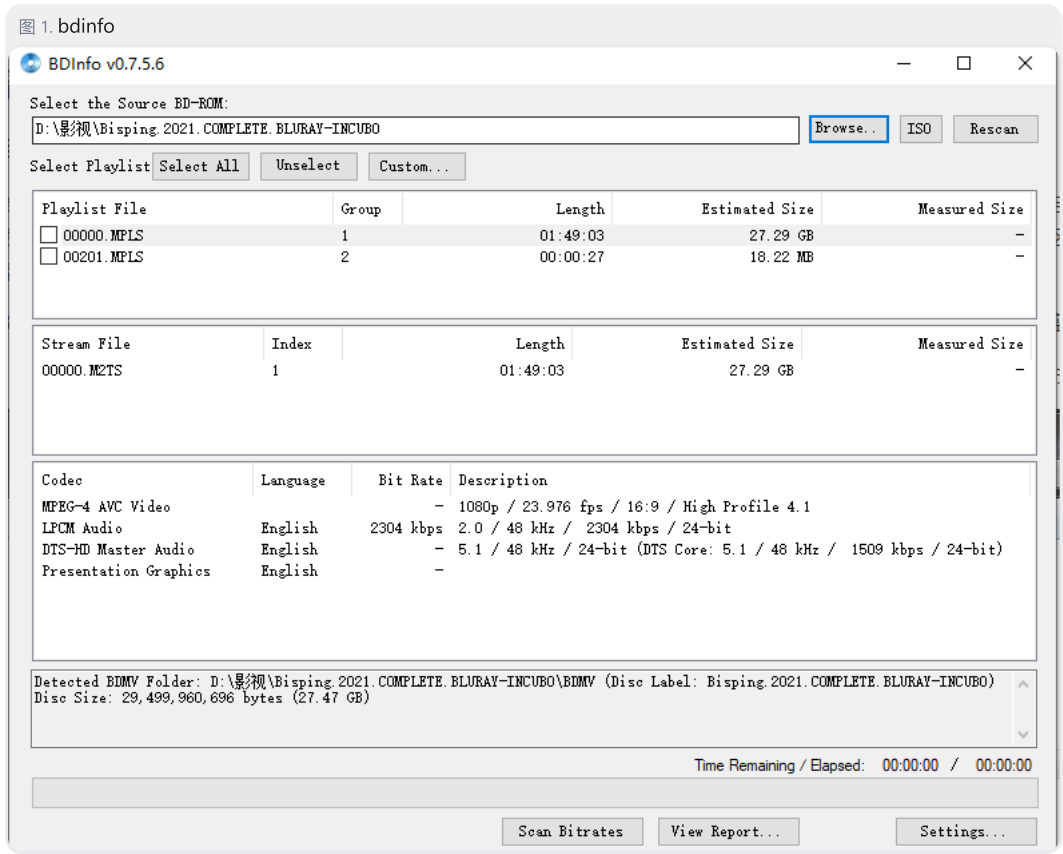 图 1. bdinfo
BDInfo v0.7.5.6
Select the Source BD-ROM:
D:\影视\Bisping.2021.COMPLETE.BLURAY-INCUBO Browse.. ISO Rescan
Select Playlist Select All Unselect Custom...
Playlist File Group Length Estimated Size Measured Size
00000.MPLS 1 01:49:03 27.29 GB -
00201.MPLS 2 00:00:27 18.22 MB -
Stream File Index Length Estimated Size Measured Size
00000.M2TS 1 01:49:03 27.29 GB -
Codec Language Bit Rate Description
MPEG-4 AVC Video - 1080p / 23.976 fps / 16:9 / High Profile 4.1
LPCM Audio English 2304 kbps 2.0 / 48 kHz / 2304 kbps / 24-bit
DTS-HD Master Audio English - 5.1 / 48 kHz / 24-bit (DTS Core: 5.1 / 48 kHz / 1509 kbps / 24-bit)
Presentation Graphics English -
Detected BDMV Folder: D:\影视\Bisping.2021.COMPLETE.BLURAY-INCUBO\BDMV (Disc Label: Bisping.2021.COMPLETE.BLURAY-INCUBO)
Disc Size: 29,499,960,696 bytes (27.47 GB)
Time Remaining / Elapsed: 00:00:00 / 00:00:00
Scan Bitrates View Report... Settings...